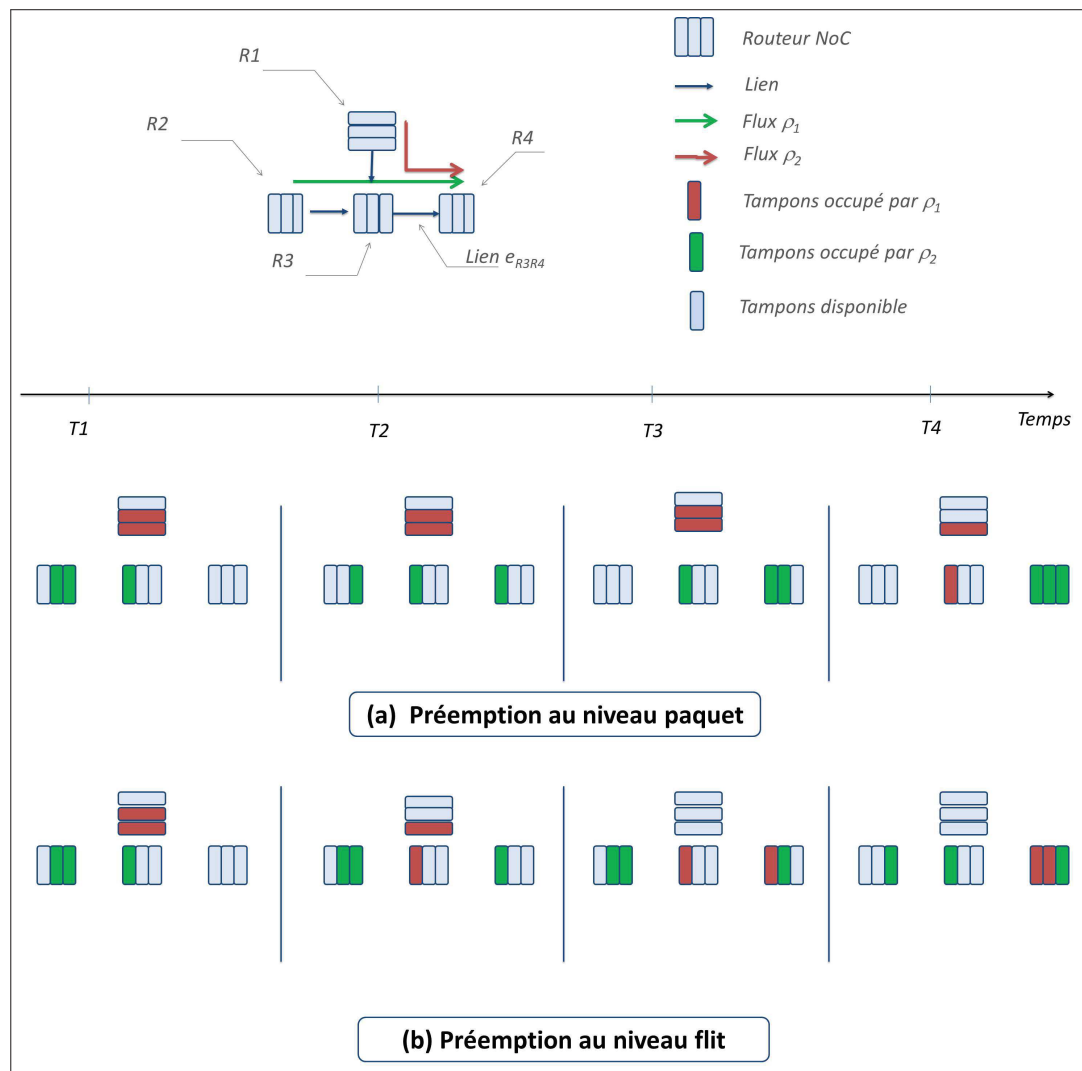 R1
R2
R4
R3
Lien e_R3R4
Routeur NoC
Lien
Flux ρ1
Flux ρ2
Tampons occupé par ρ1
Tampons occupé par ρ2
Tampons disponible
T1
T2
T3
T4
Temps
(a) Préemption au niveau paquet
(b) Préemption au niveau flit